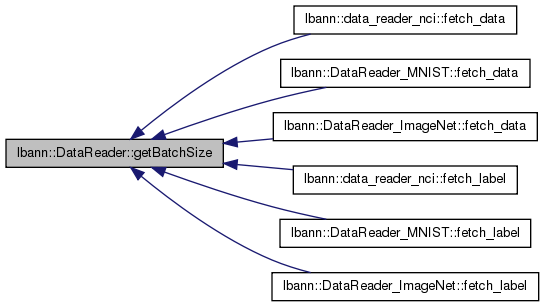 lbann::data_reader_nci::fetch_data
lbann::DataReader_MNIST::fetch_data
lbann::DataReader_ImageNet::fetch_data
lbann::DataReader::getBatchSize
lbann::data_reader_nci::fetch_label
lbann::DataReader_MNIST::fetch_label
lbann::DataReader_ImageNet::fetch_label